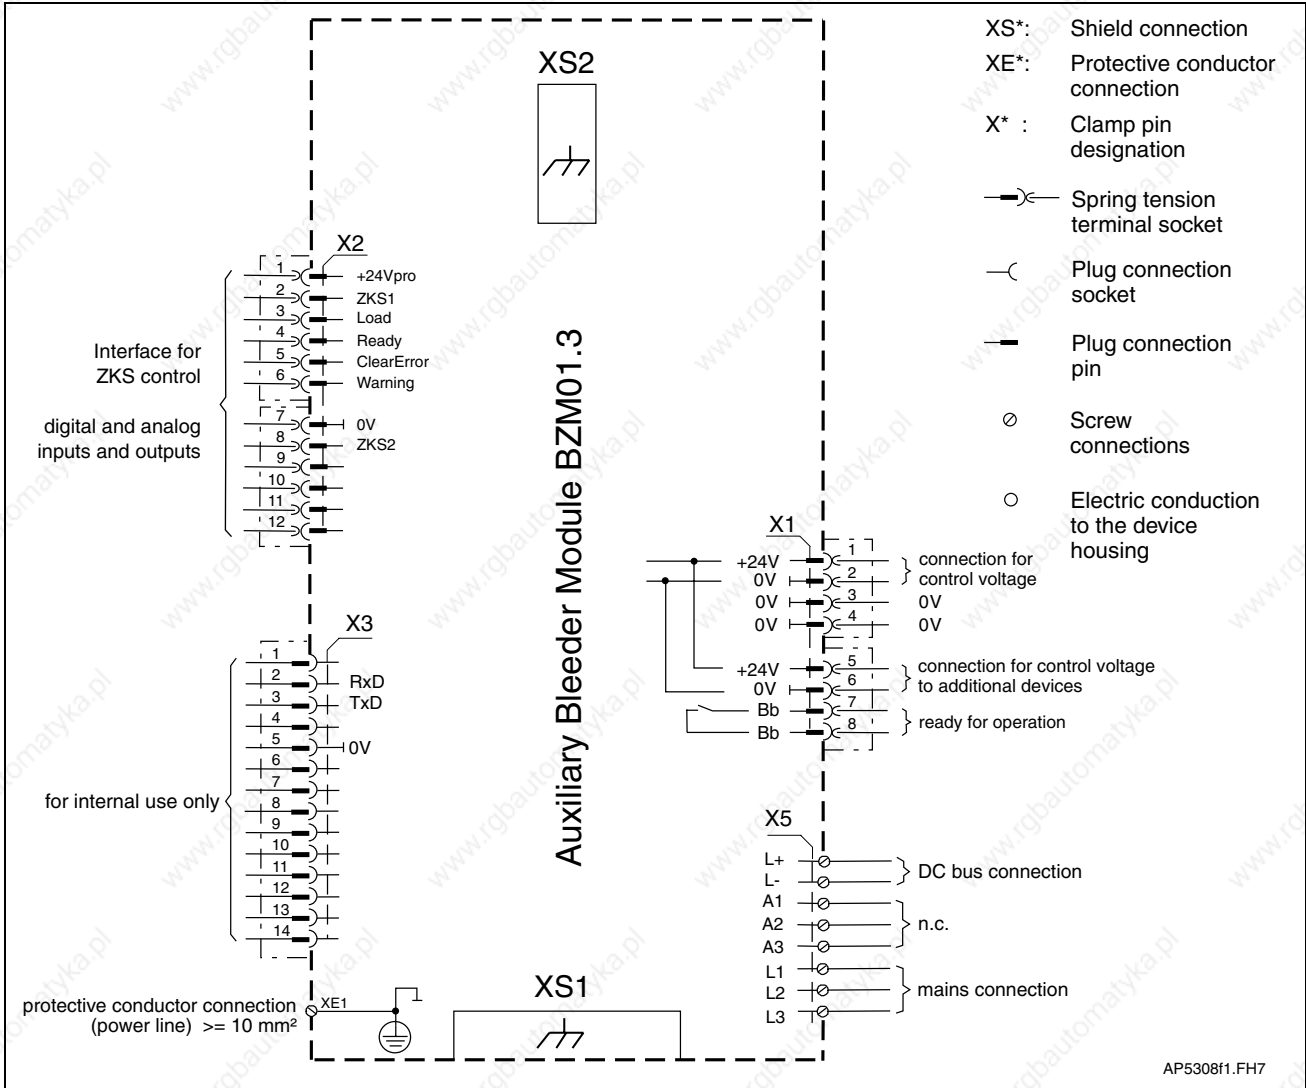 XS2
XS*: Shield connection
XE*: Protective conductor
connection
X* : Clamp pin
designation
Spring tension
terminal socket
Plug connection
socket
Plug connection
pin
Screw
connections
Electric conduction
to the device
housing
X2
1 +24Vpro
2 ZKS1
3 Load
4 Ready
5 ClearError
6 Warning
7 0V
8 ZKS2
9
10
11
12
Interface for
ZKS control
digital and analog
inputs and outputs
Auxiliary Bleeder Module BZM01.3
X1
+24V 1
0V 2
0V 3 0V
0V 4 0V
connection for
control voltage
+24V 5
0V 6
Bb 7
Bb 8
connection for control voltage
to additional devices
ready for operation
X3
1
2 RxD
3 TxD
4
5 0V
6
7
8
9
10
11
12
13
14
for internal use only
X5
L+
L-
DC bus connection
A1
A2
A3
n.c.
L1
L2
L3
mains connection
protective conductor connection
(power line) >= 10 mm²
XE1
XS1
AP5308f1.FH7
www.rgbautomatyka.pl